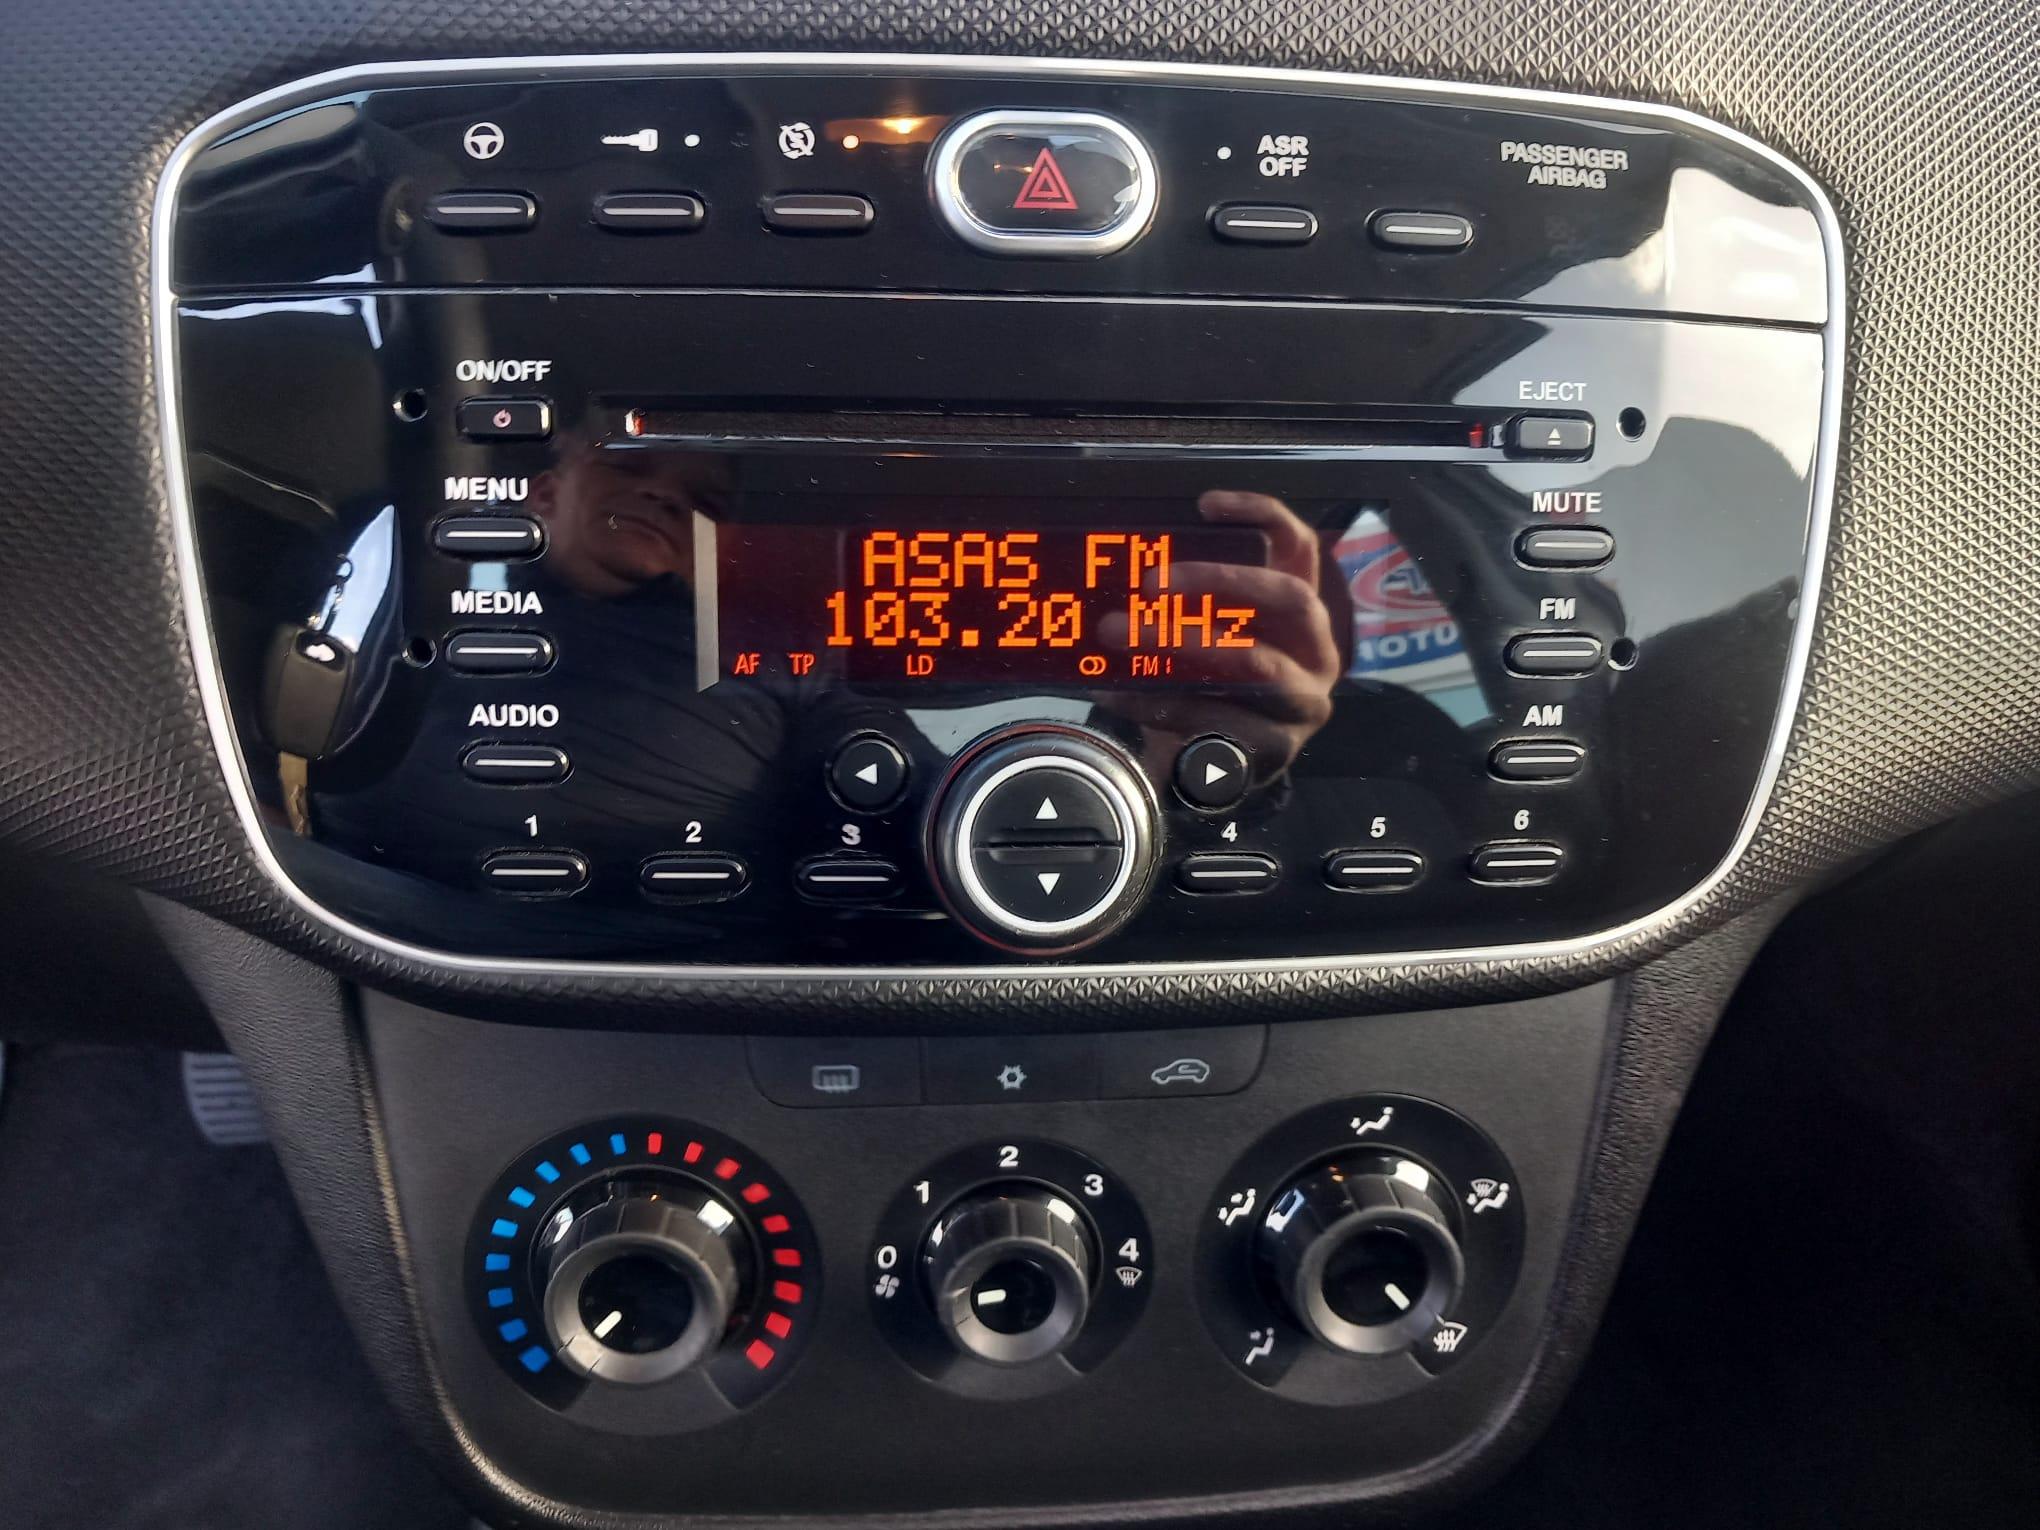 ASR
OFF
PASSENGER
AIRBAG
ON/OFF
EJECT
MENU
MUTE
ASAS FM
103.20 MHz
MEDIA
FM
AF TP LD FM1
AUDIO
AM
1 2 3 4 5 6
0 1 2 3 4